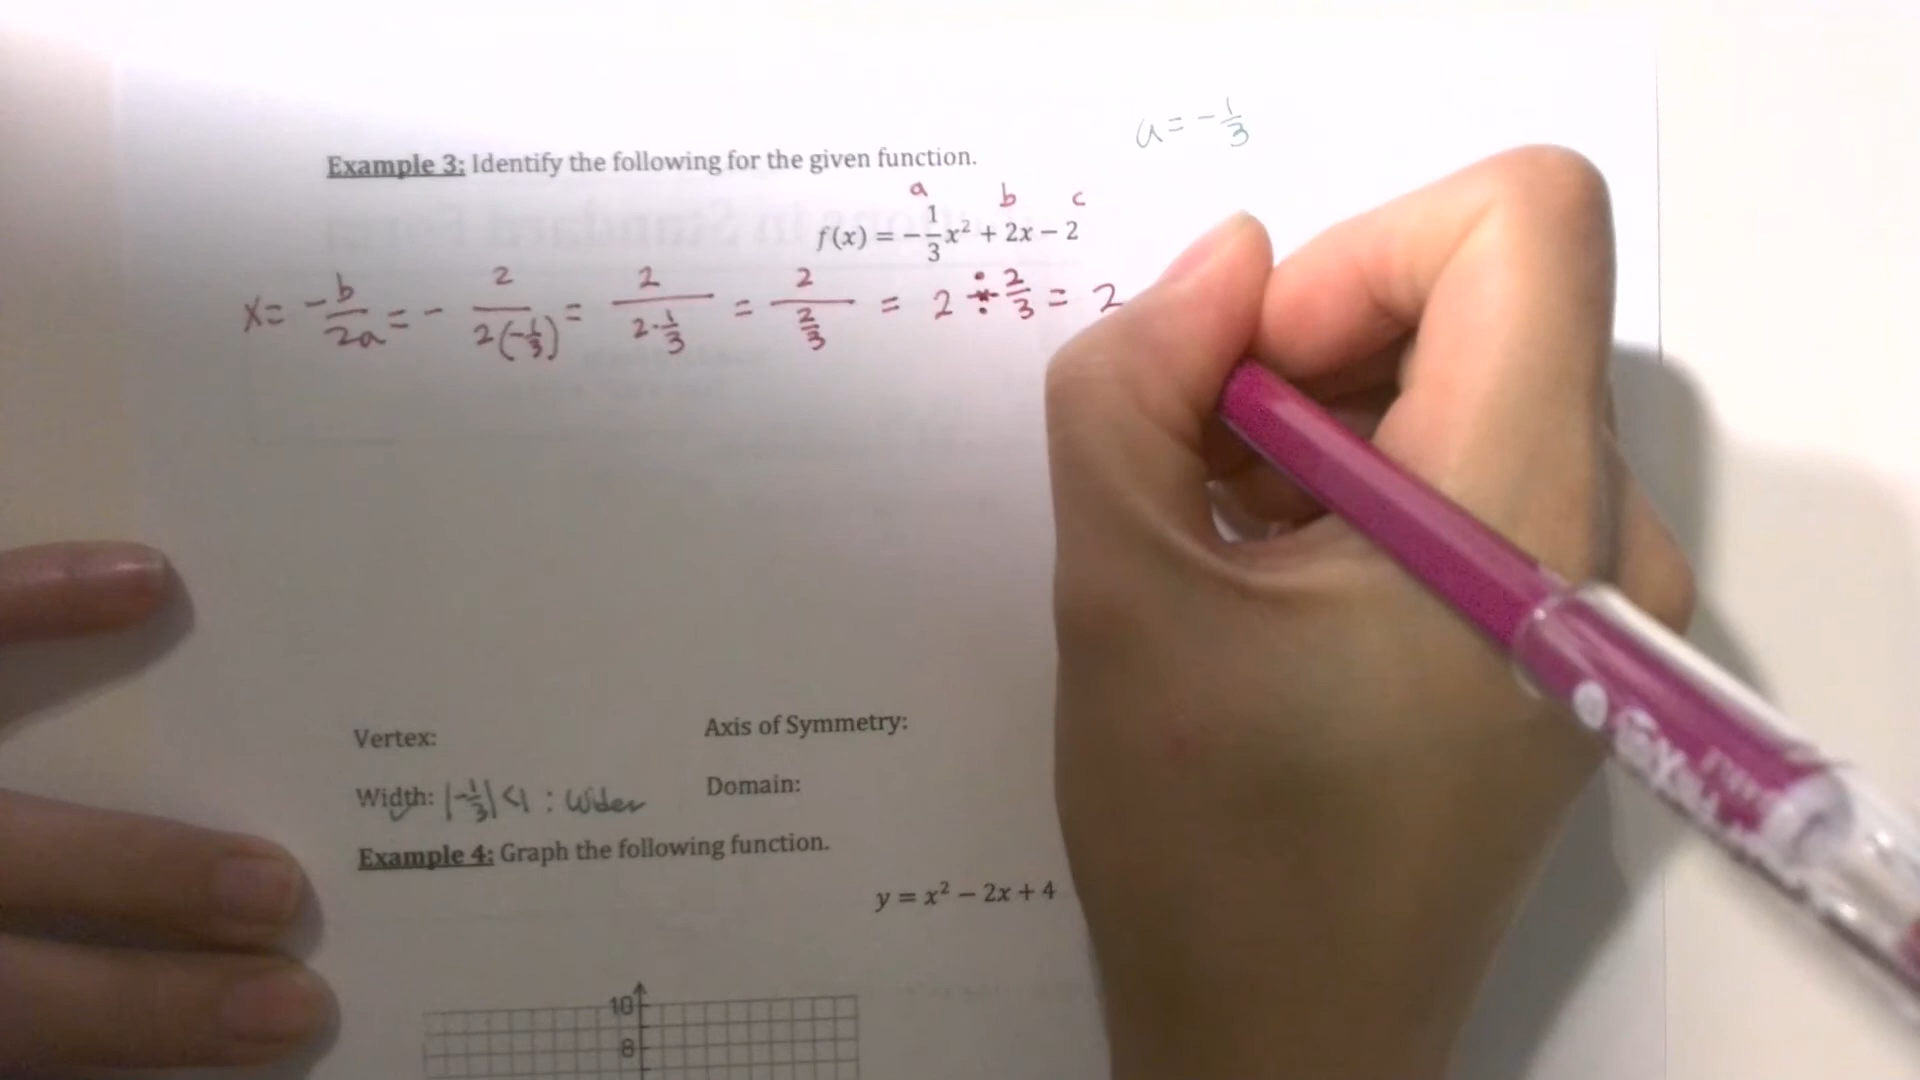 a = -1/3
Example 3: Identify the following for the given function.
a b c
f(x) = -1/3 x² + 2x − 2
x = -b/2a = - 2/2(-1/3) = 2/2·1/3 = 2/(2/3) = 2 ÷ 2/3 = 2
Vertex: Axis of Symmetry:
Width: |-1/3| <1 : wider Domain:
Example 4: Graph the following function.
y = x² − 2x + 4
10
8